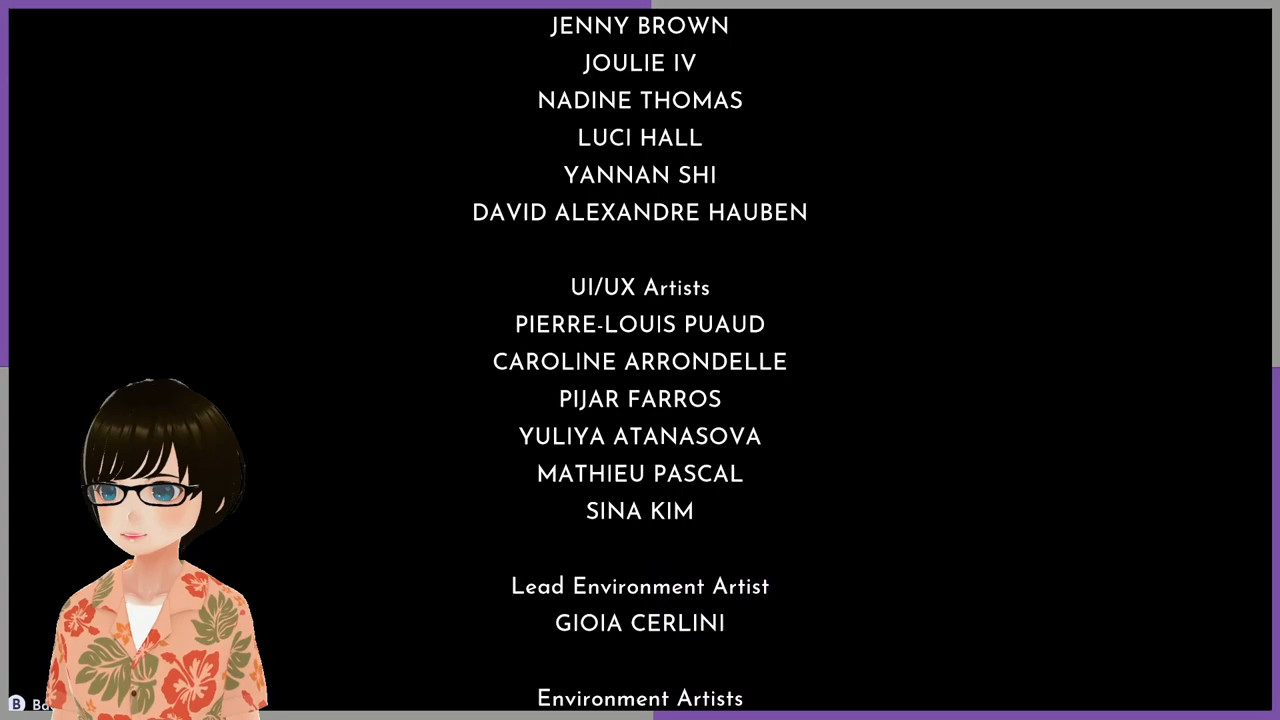 JENNY BROWN
JOULIE IV
NADINE THOMAS
LUCI HALL
YANNAN SHI
DAVID ALEXANDRE HAUBEN
UI/UX Artists
PIERRE-LOUIS PUAUD
CAROLINE ARRONDELLE
PIJAR FARROS
YULIYA ATANASOVA
MATHIEU PASCAL
SINA KIM
Lead Environment Artist
GIOIA CERLINI
Environment Artists
B